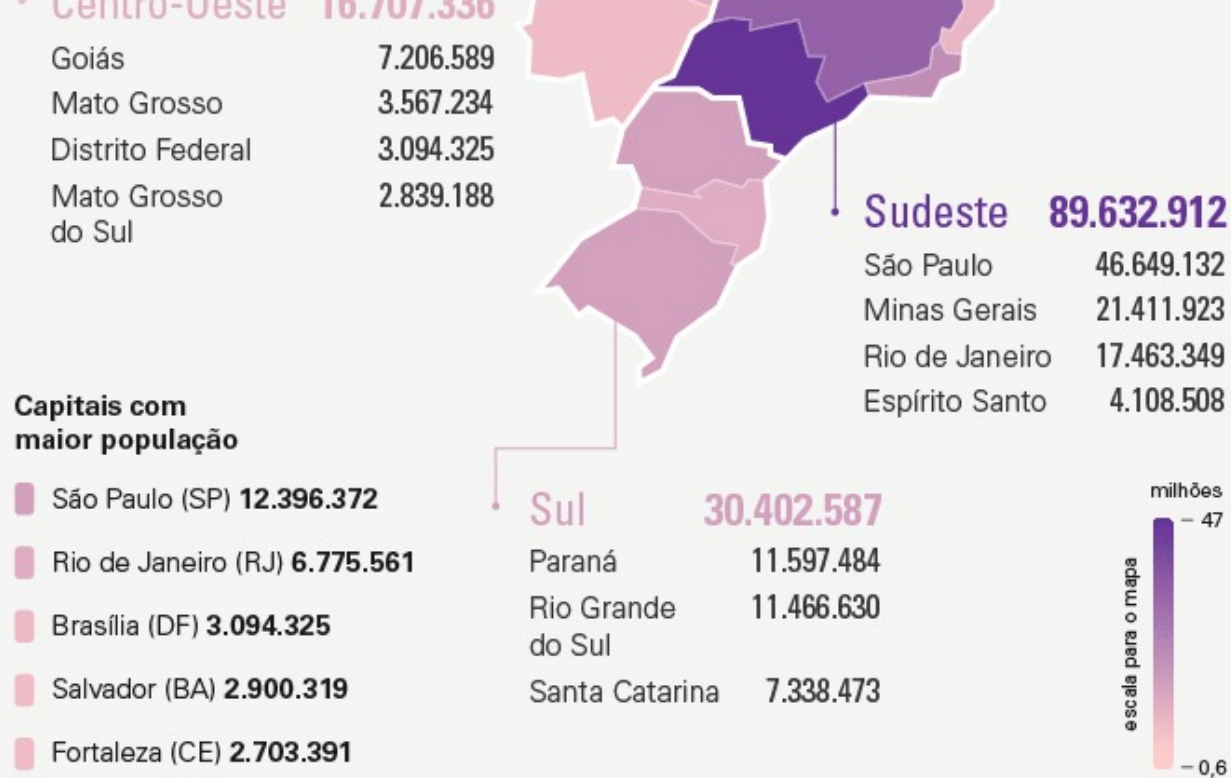 Centro-Oeste 16.707.336
Goiás 7.206.589
Mato Grosso 3.567.234
Distrito Federal 3.094.325
Mato Grosso 2.839.188
do Sul
Sudeste 89.632.912
São Paulo 46.649.132
Minas Gerais 21.411.923
Rio de Janeiro 17.463.349
Espírito Santo 4.108.508
Capitais com
maior população
São Paulo (SP) 12.396.372
Rio de Janeiro (RJ) 6.775.561
Brasília (DF) 3.094.325
Salvador (BA) 2.900.319
Fortaleza (CE) 2.703.391
Sul 30.402.587
Paraná 11.597.484
Rio Grande 11.466.630
do Sul
Santa Catarina 7.338.473
milhões
47
escala para o mapa
0,6